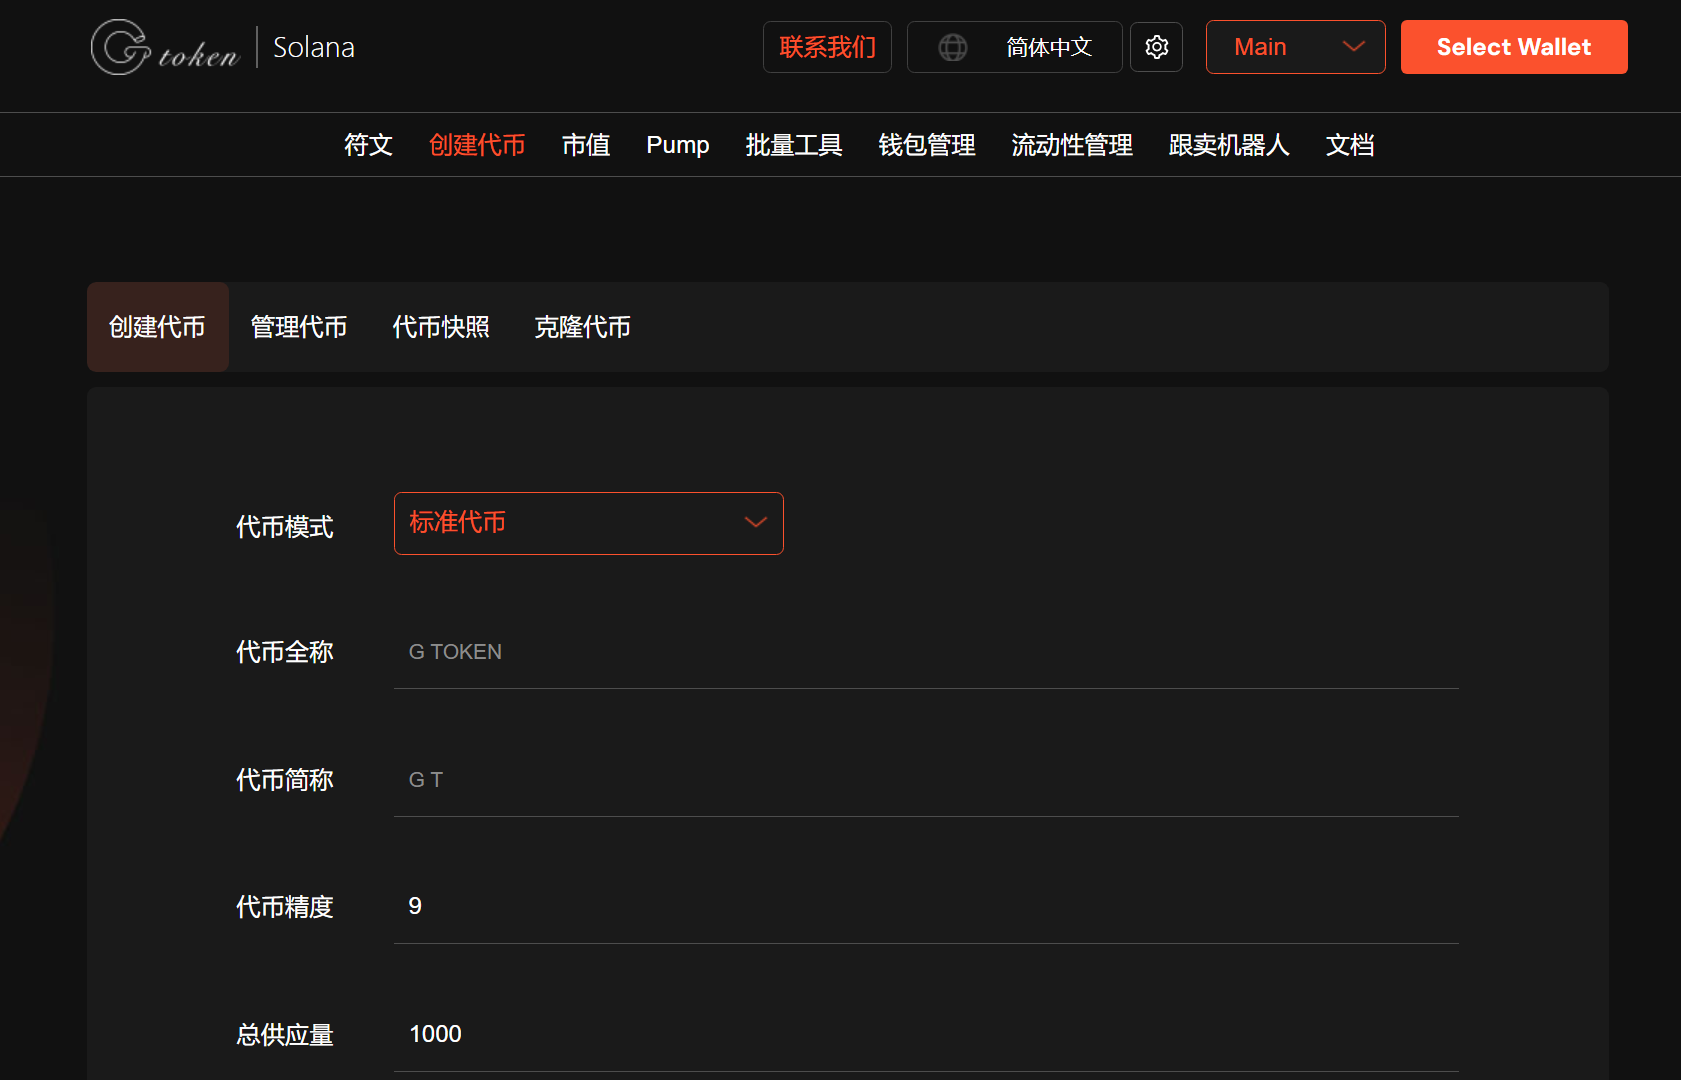 G token | Solana
联系我们
简体中文
Main
Select Wallet
符文 创建代币 市值 Pump 批量工具 钱包管理 流动性管理 跟卖机器人 文档
创建代币 管理代币 代币快照 克隆代币
代币模式 标准代币
代币全称 G TOKEN
代币简称 G T
代币精度 9
总供应量 1000